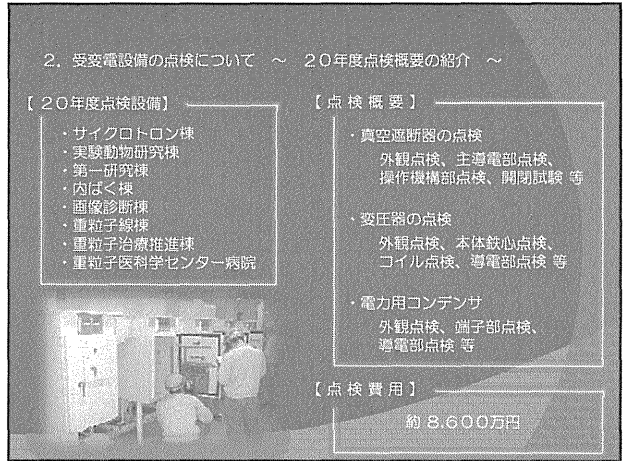 2．受変電設備の点検について ～ 20年度点検概要の紹介 ～
【20年度点検設備】
・サイクロトロン棟
・実験動物研究棟
・第一研究棟
・内ばく棟
・画像診断棟
・重粒子線棟
・重粒子治療推進棟
・重粒子医科学センター病院
【点検概要】
・真空遮断器の点検
外観点検、主導電部点検、
操作機構部点検、開閉試験 等
・変圧器の点検
外観点検、本体鉄心点検、
コイル点検、導電部点検 等
・電力用コンデンサ
外観点検、端子部点検、
導電部点検 等
【点検費用】
約 8.600万円